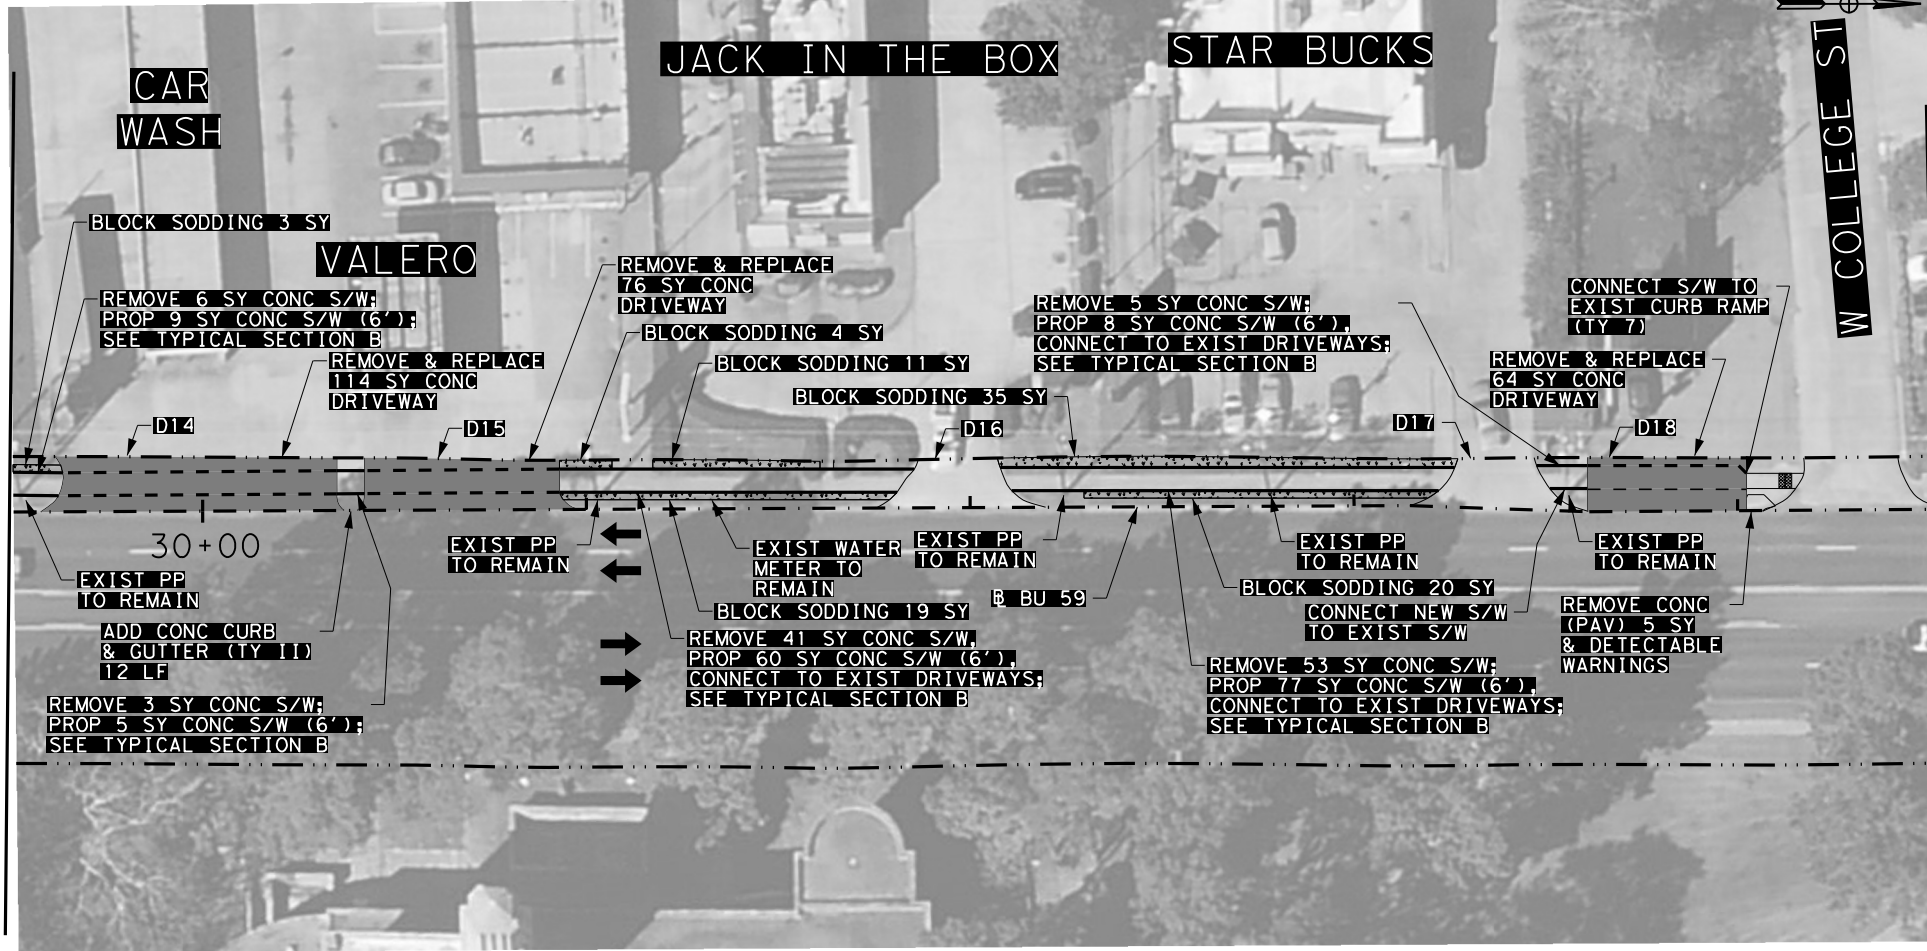 CAR
WASH
JACK IN THE BOX
STAR BUCKS
W COLLEGE ST
BLOCK SODDING 3 SY
VALERO
REMOVE 6 SY CONC S/W;
PROP 9 SY CONC S/W (6');
SEE TYPICAL SECTION B
REMOVE & REPLACE
114 SY CONC
DRIVEWAY
REMOVE & REPLACE
76 SY CONC
DRIVEWAY
BLOCK SODDING 4 SY
BLOCK SODDING 11 SY
BLOCK SODDING 35 SY
REMOVE 5 SY CONC S/W;
PROP 8 SY CONC S/W (6'),
CONNECT TO EXIST DRIVEWAYS;
SEE TYPICAL SECTION B
CONNECT S/W TO
EXIST CURB RAMP
(TY 7)
REMOVE & REPLACE
64 SY CONC
DRIVEWAY
D14
D15
D16
D17
D18
30+00
EXIST PP
TO REMAIN
ADD CONC CURB
& GUTTER (TY II)
12 LF
REMOVE 3 SY CONC S/W;
PROP 5 SY CONC S/W (6');
SEE TYPICAL SECTION B
EXIST PP
TO REMAIN
EXIST WATER
METER TO
REMAIN
BLOCK SODDING 19 SY
REMOVE 41 SY CONC S/W,
PROP 60 SY CONC S/W (6'),
CONNECT TO EXIST DRIVEWAYS;
SEE TYPICAL SECTION B
EXIST PP
TO REMAIN
BL BU 59
EXIST PP
TO REMAIN
BLOCK SODDING 20 SY
CONNECT NEW S/W
TO EXIST S/W
REMOVE 53 SY CONC S/W;
PROP 77 SY CONC S/W (6'),
CONNECT TO EXIST DRIVEWAYS;
SEE TYPICAL SECTION B
EXIST PP
TO REMAIN
REMOVE CONC
(PAV) 5 SY
& DETECTABLE
WARNINGS